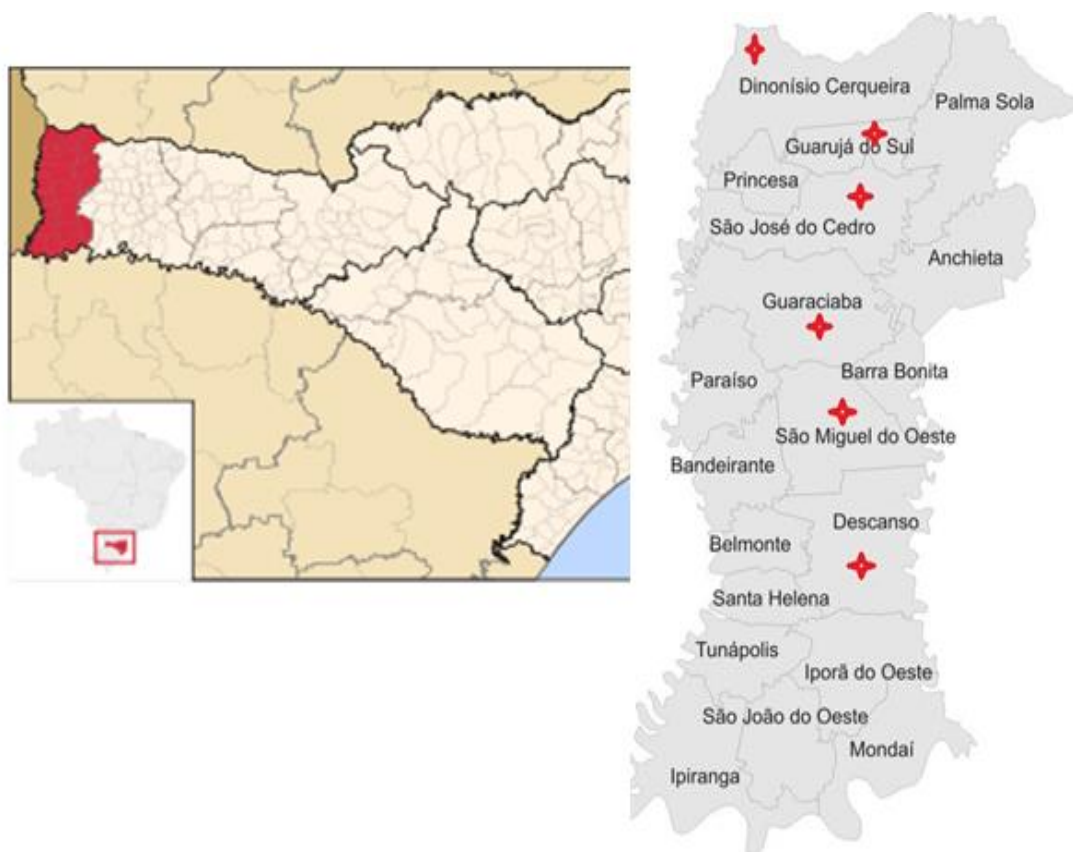 Dinonísio Cerqueira
Palma Sola
Guarujá do Sul
Princesa
São José do Cedro
Anchieta
Guaraciaba
Barra Bonita
Paraíso
São Miguel do Oeste
Bandeirante
Descanso
Belmonte
Santa Helena
Tunápolis
Iporã do Oeste
São João do Oeste
Mondaí
Ipiranga